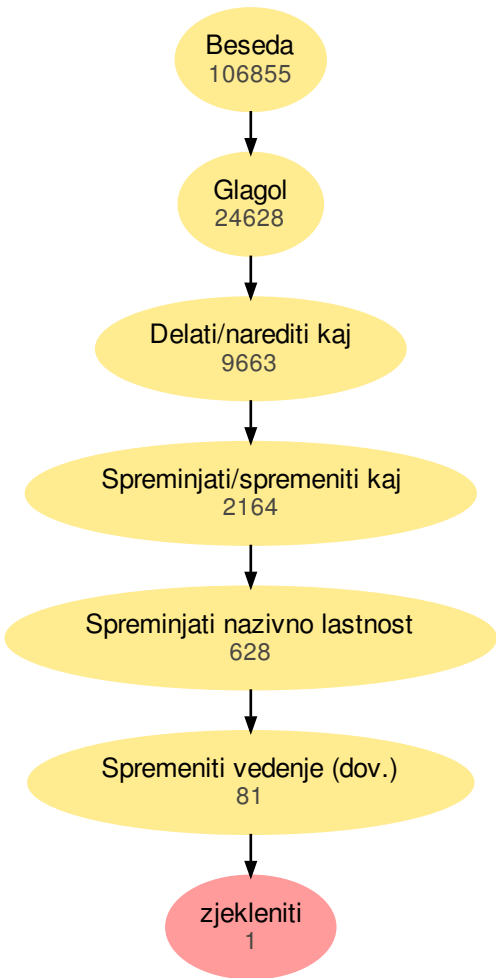 Beseda
106855
Glagol
24628
Delati/narediti kaj
9663
Spreminjati/spremeniti kaj
2164
Spreminjati nazivno lastnost
628
Spremeniti vedenje (dov.)
81
zjekleniti
1